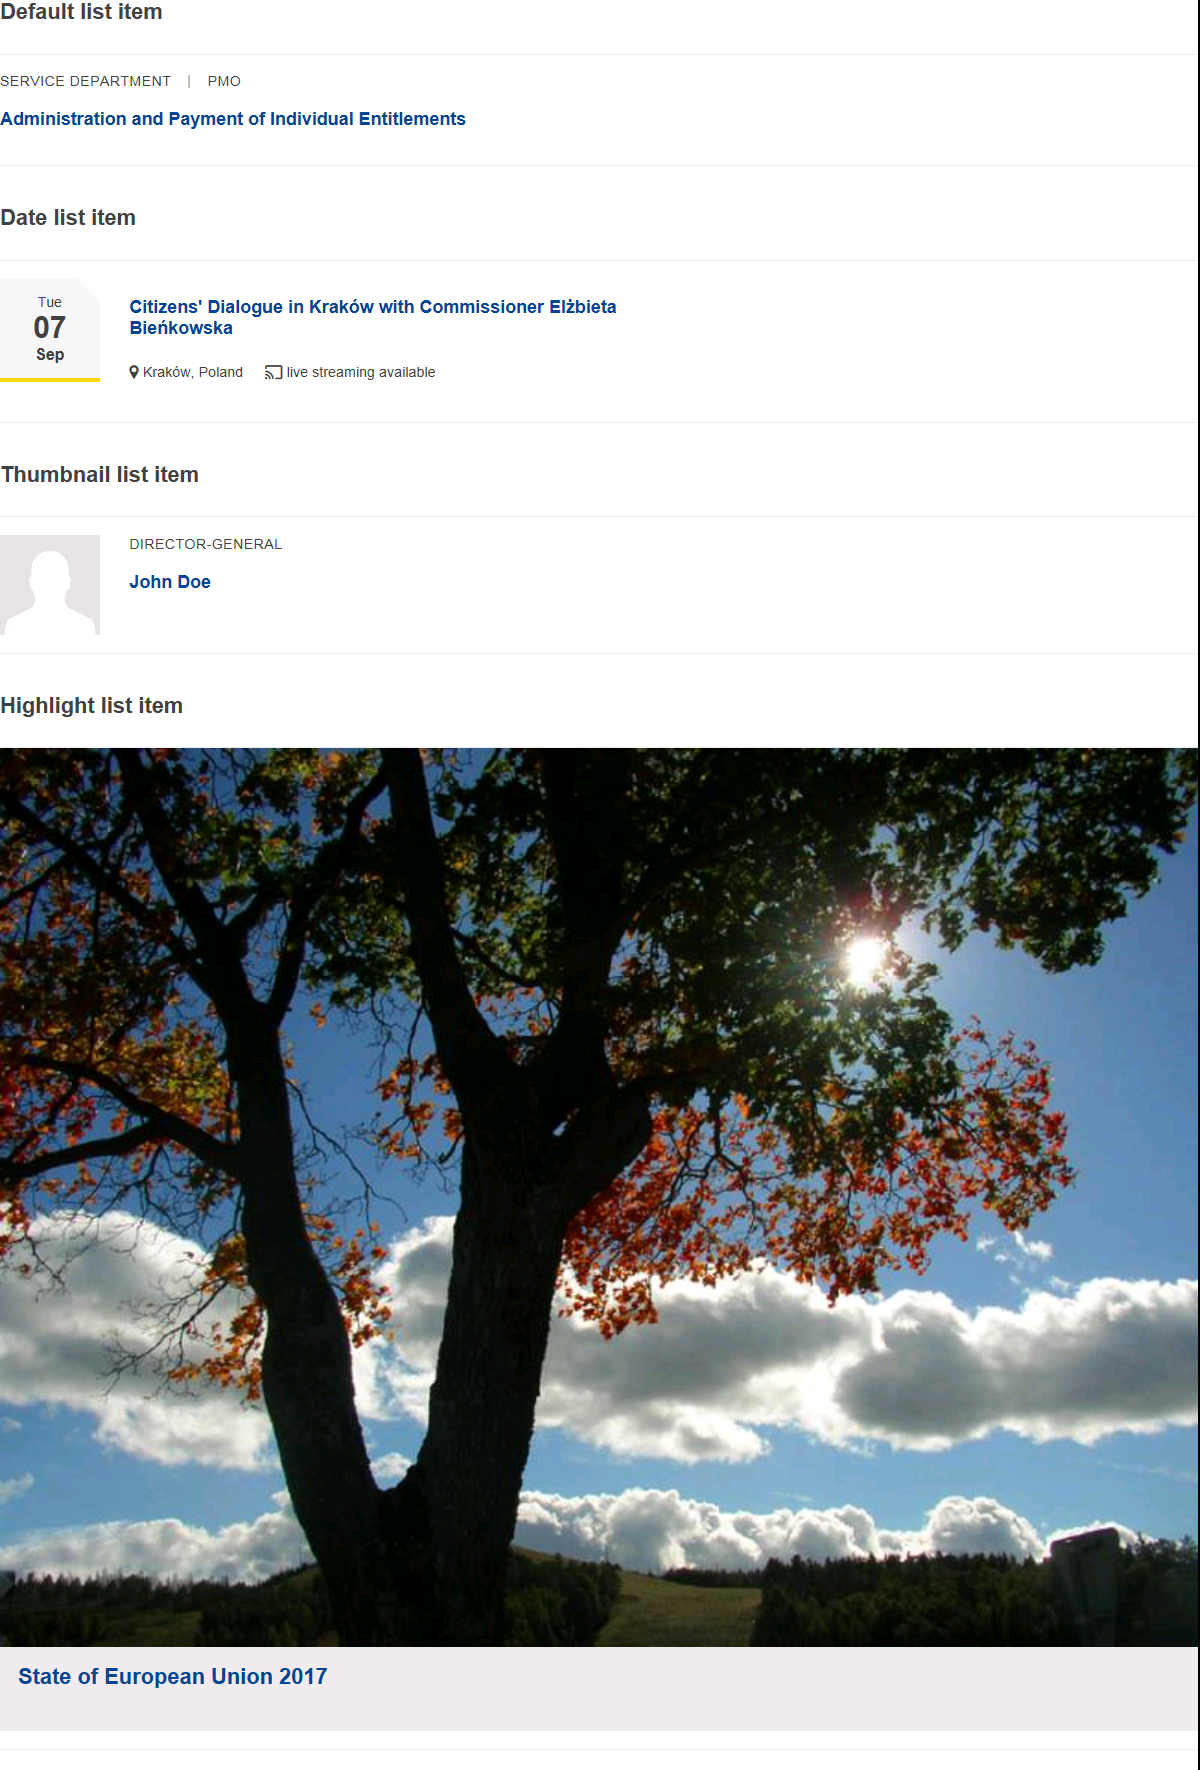 Default list item
SERVICE DEPARTMENT | PMO
Administration and Payment of Individual Entitlements
Date list item
Tue
07
Sep
Citizens' Dialogue in Kraków with Commissioner Elżbieta
Bieńkowska
Kraków, Poland live streaming available
Thumbnail list item
DIRECTOR-GENERAL
John Doe
Highlight list item
State of European Union 2017